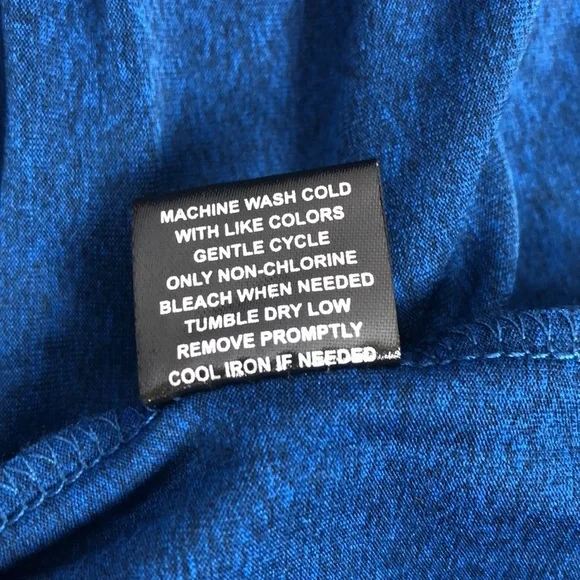 MACHINE WASH COLD
WITH LIKE COLORS
GENTLE CYCLE
ONLY NON-CHLORINE
BLEACH WHEN NEEDED
TUMBLE DRY LOW
REMOVE PROMPTLY
COOL IRON IF NEEDED